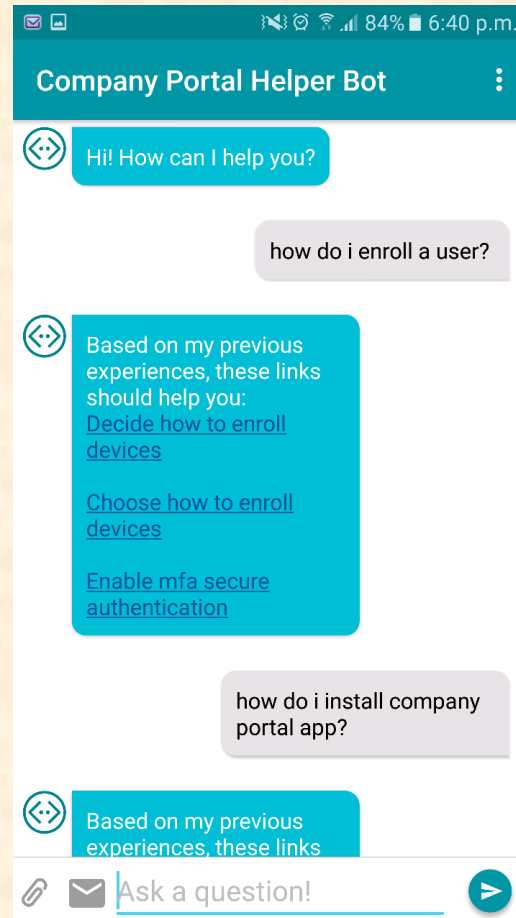 84% 6:40 p.m.
Company Portal Helper Bot
Hi! How can I help you?
how do i enroll a user?
Based on my previous
experiences, these links
should help you:
Decide how to enroll
devices
Choose how to enroll
devices
Enable mfa secure
authentication
how do i install company
portal app?
Based on my previous
experiences, these links
Ask a question!